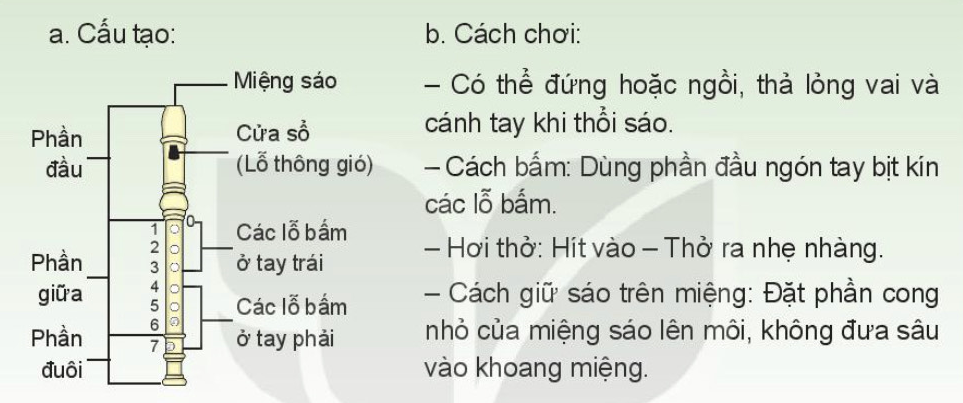 a. Cấu tạo:
Miệng sáo
Phần
đầu
Cửa sổ
(Lỗ thông gió)
0
1
2
3
4
5
6
7
Các lỗ bấm
ở tay trái
Phần
giữa
Các lỗ bấm
ở tay phải
Phần
đuôi
b. Cách chơi:
– Có thể đứng hoặc ngồi, thả lỏng vai và
cánh tay khi thổi sáo.
– Cách bấm: Dùng phần đầu ngón tay bịt kín
các lỗ bấm.
– Hơi thở: Hít vào – Thở ra nhẹ nhàng.
– Cách giữ sáo trên miệng: Đặt phần cong
nhỏ của miệng sáo lên môi, không đưa sâu
vào khoang miệng.